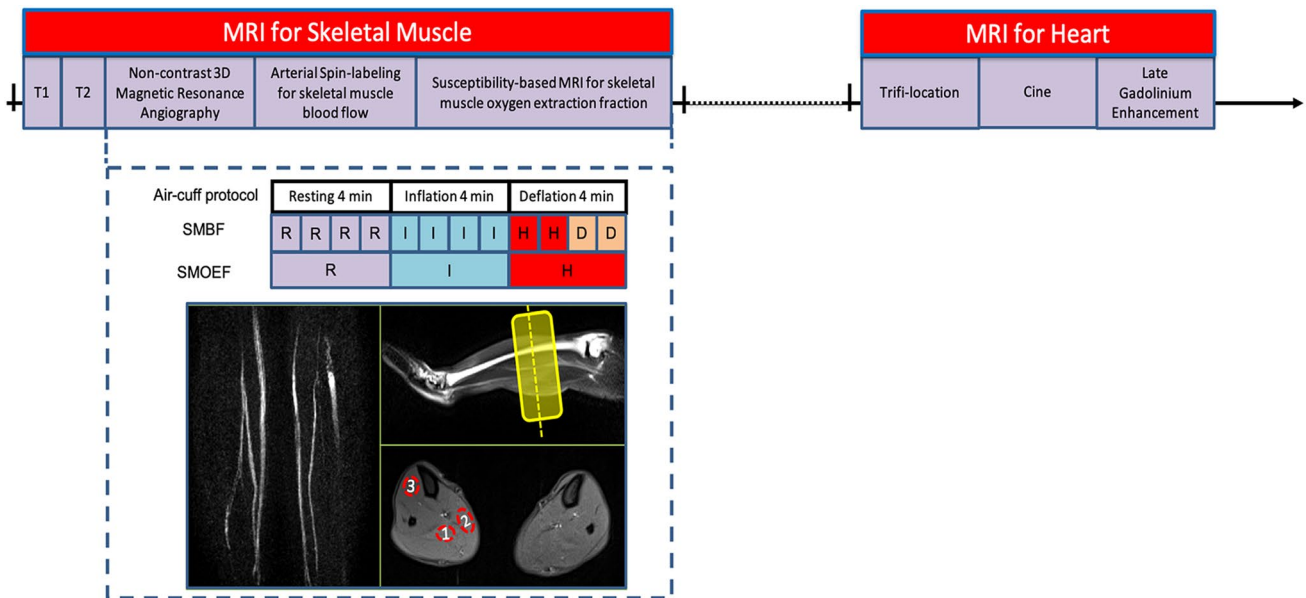 MRI for Skeletal Muscle
MRI for Heart
T1
T2
Non-contrast 3D
Magnetic Resonance
Angiography
Arterial Spin-labeling
for skeletal muscle
blood flow
Susceptibility-based MRI for skeletal
muscle oxygen extraction fraction
Trifi-location
Cine
Late
Gadolinium
Enhancement
Air-cuff protocol
Resting 4 min
Inflation 4 min
Deflation 4 min
SMBF
R R R R I I I I H H D D
SMOEF
R I H
3
1
2